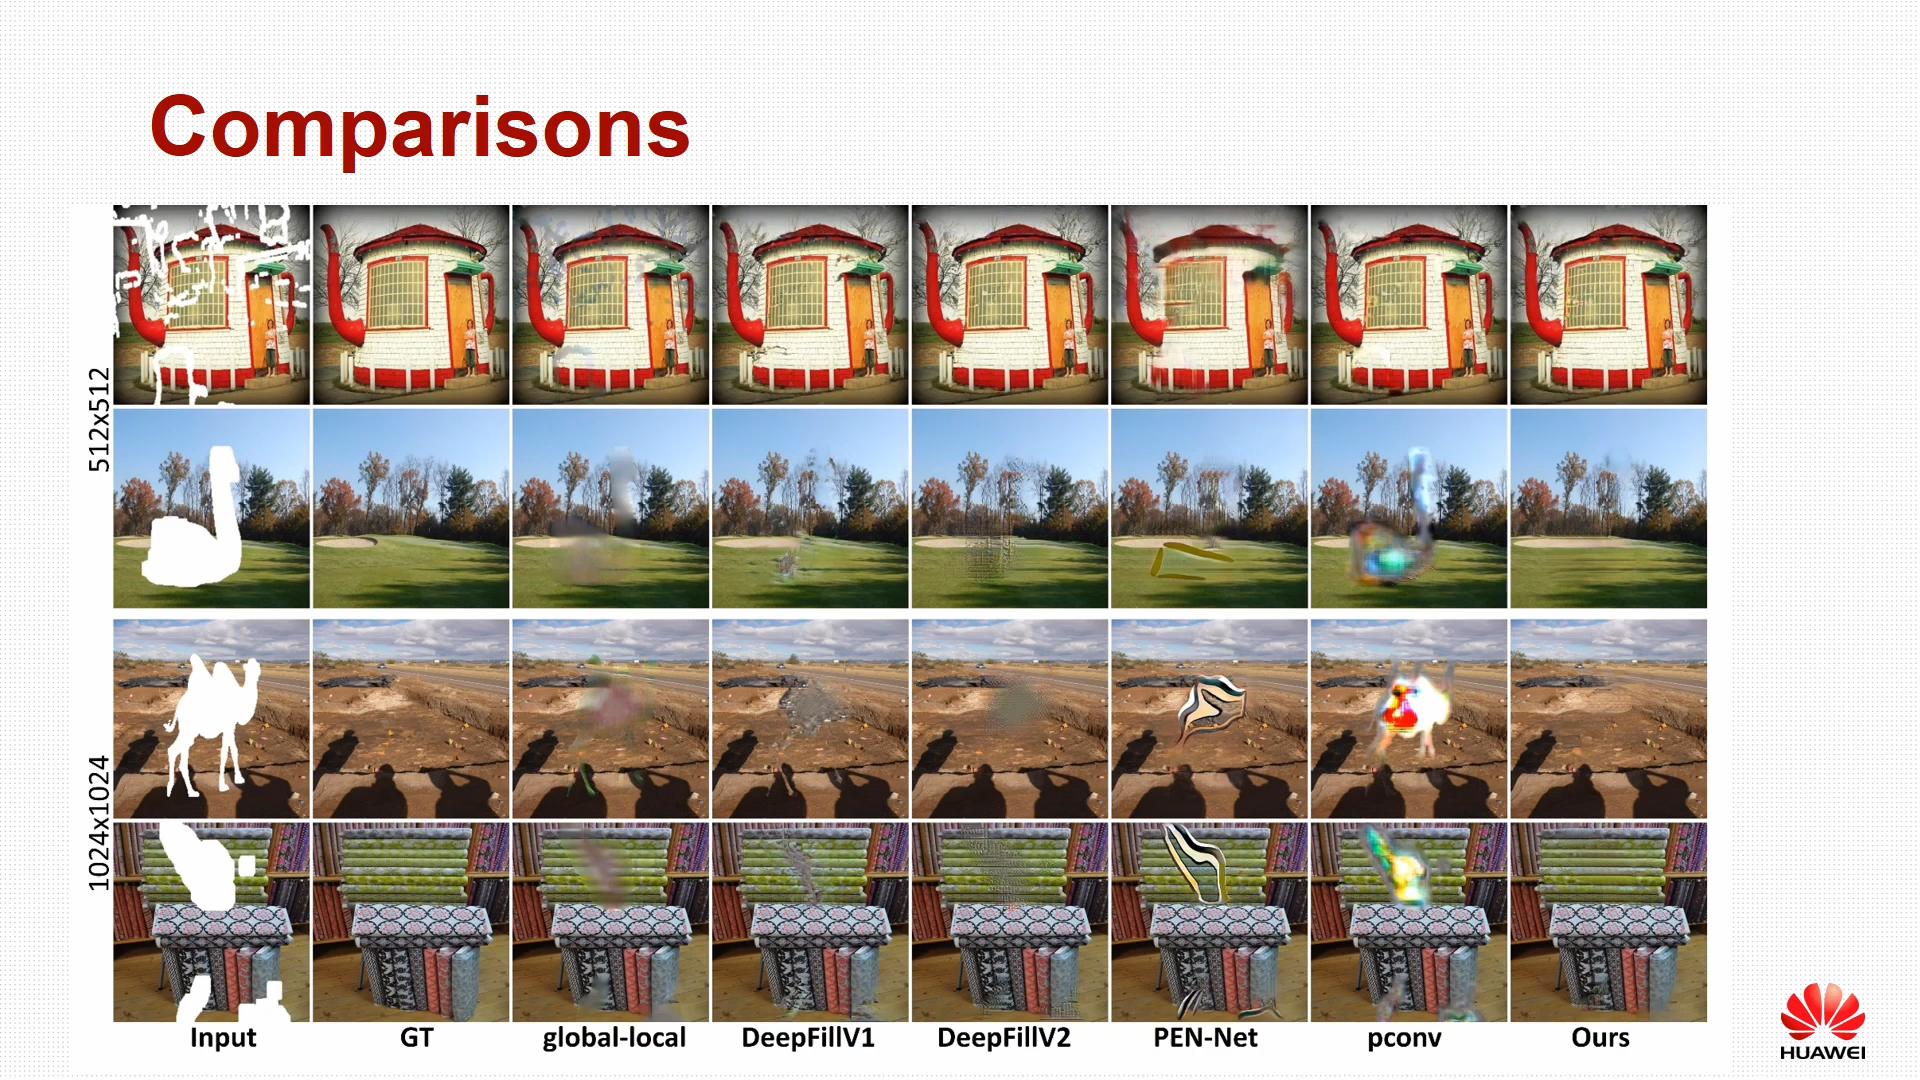 Comparisons
512x512
1024x1024
Input GT global-local DeepFillV1 DeepFillV2 PEN-Net pconv Ours
HUAWEI